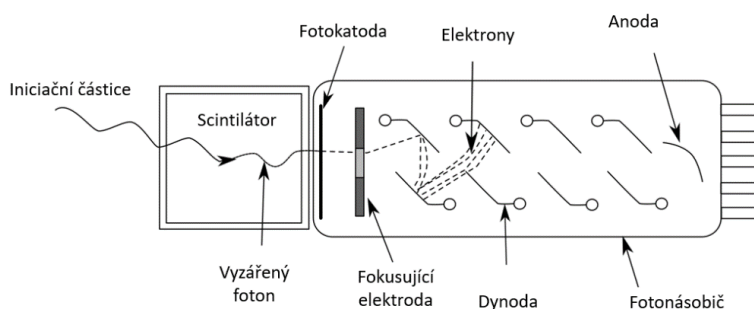 Fotokatoda
Elektrony
Anoda
Iniciační částice
Scintilátor
Vyzářený
foton
Fokusující
elektroda
Dynoda
Fotonásobič